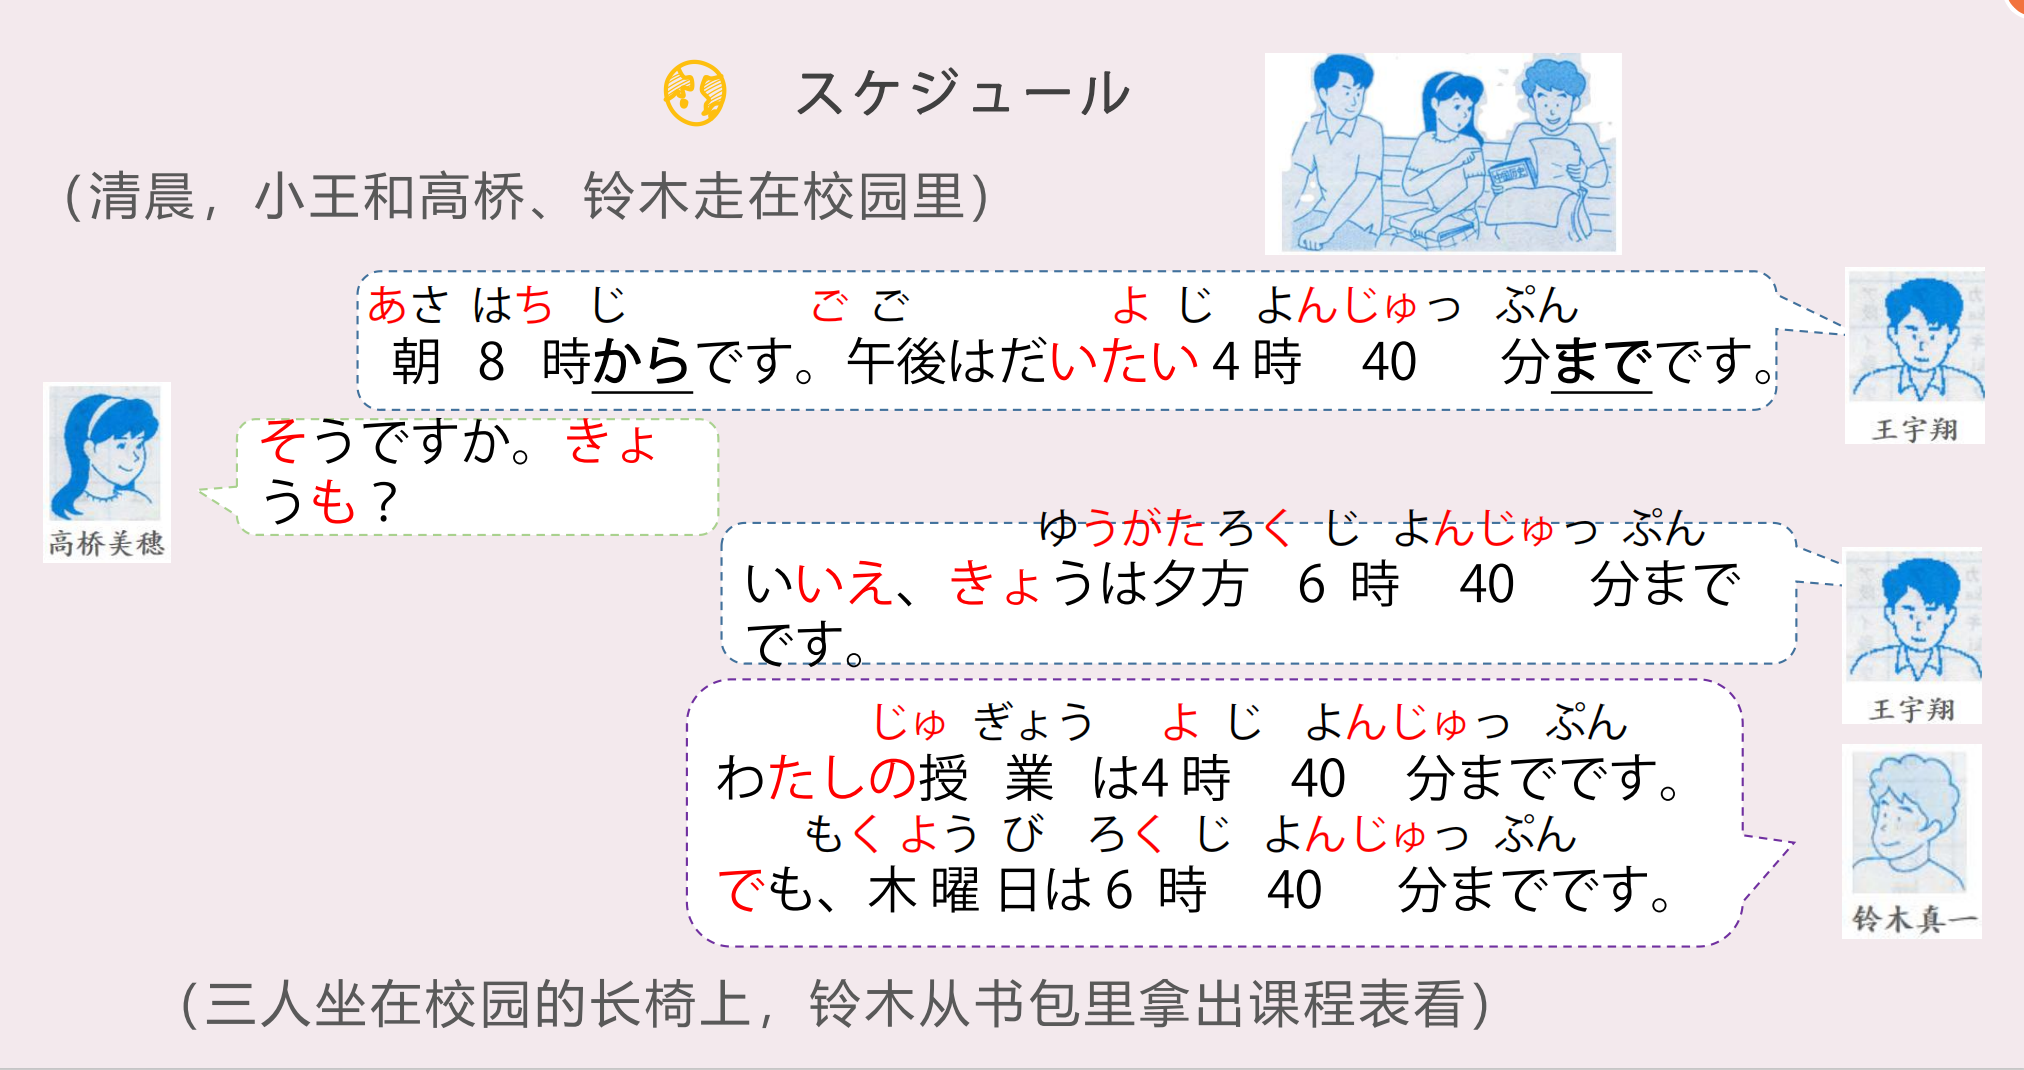 スケジュール
（清晨，小王和高桥、铃木走在校园里）
あさ はち じ ご ご よ じ よんじゅっ ぷん
朝 8 時からです。午後はだいたい 4 時 40 分までです。
王宇翔
そうですか。きょ
うも？
高桥美穗
ゆうがた ろく じ よんじゅっ ぷん
いいえ、きょうは夕方 6 時 40 分まで
です。
王宇翔
じゅ ぎょう よ じ よんじゅっ ぷん
わたしの授 業 は4 時 40 分までです。
もく よう び ろく じ よんじゅっ ぷん
でも、木 曜 日は 6 時 40 分までです。
铃木真一
（三人坐在校园的长椅上，铃木从书包里拿出课程表看）